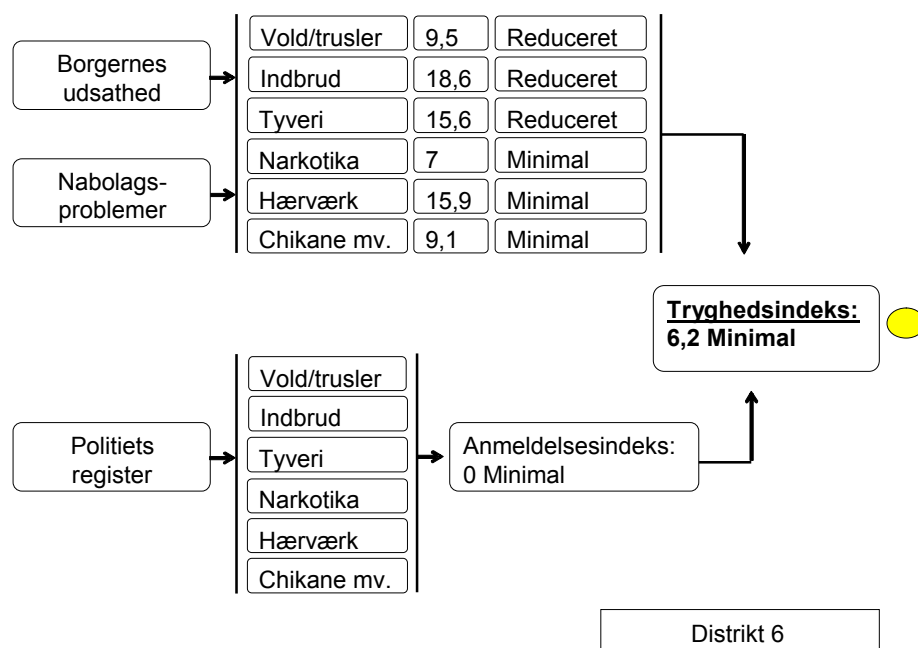 Borgernes
udsathed
Nabolags-
problemer
Vold/trusler 9,5 Reduceret
Indbrud 18,6 Reduceret
Tyveri 15,6 Reduceret
Narkotika 7 Minimal
Hærværk 15,9 Minimal
Chikane mv. 9,1 Minimal
Tryghedsindeks:
6,2 Minimal
Politiets
register
Vold/trusler
Indbrud
Tyveri
Narkotika
Hærværk
Chikane mv.
Anmeldelsesindeks:
0 Minimal
Distrikt 6